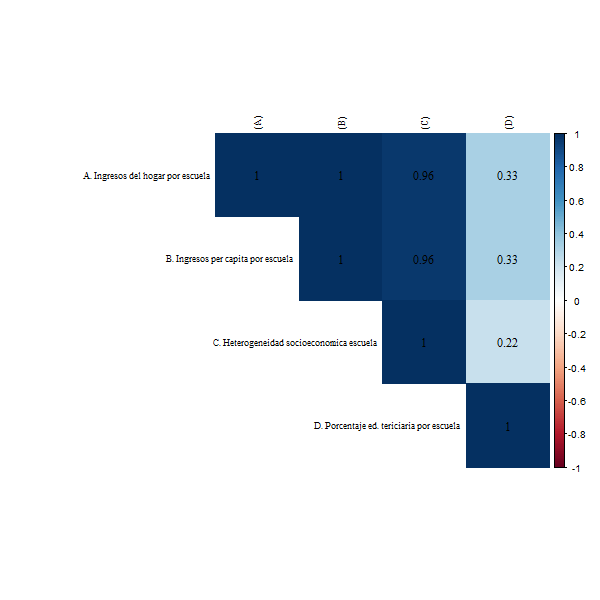 (A) (B) (C) (D)
A. Ingresos del hogar por escuela 1 1 0.96 0.33
B. Ingresos per capita por escuela 1 0.96 0.33
C. Heterogeneidad socioeconomica escuela 1 0.22
D. Porcentaje ed. tericiaria por escuela 1
1
0.8
0.6
0.4
0.2
0
-0.2
-0.4
-0.6
-0.8
-1